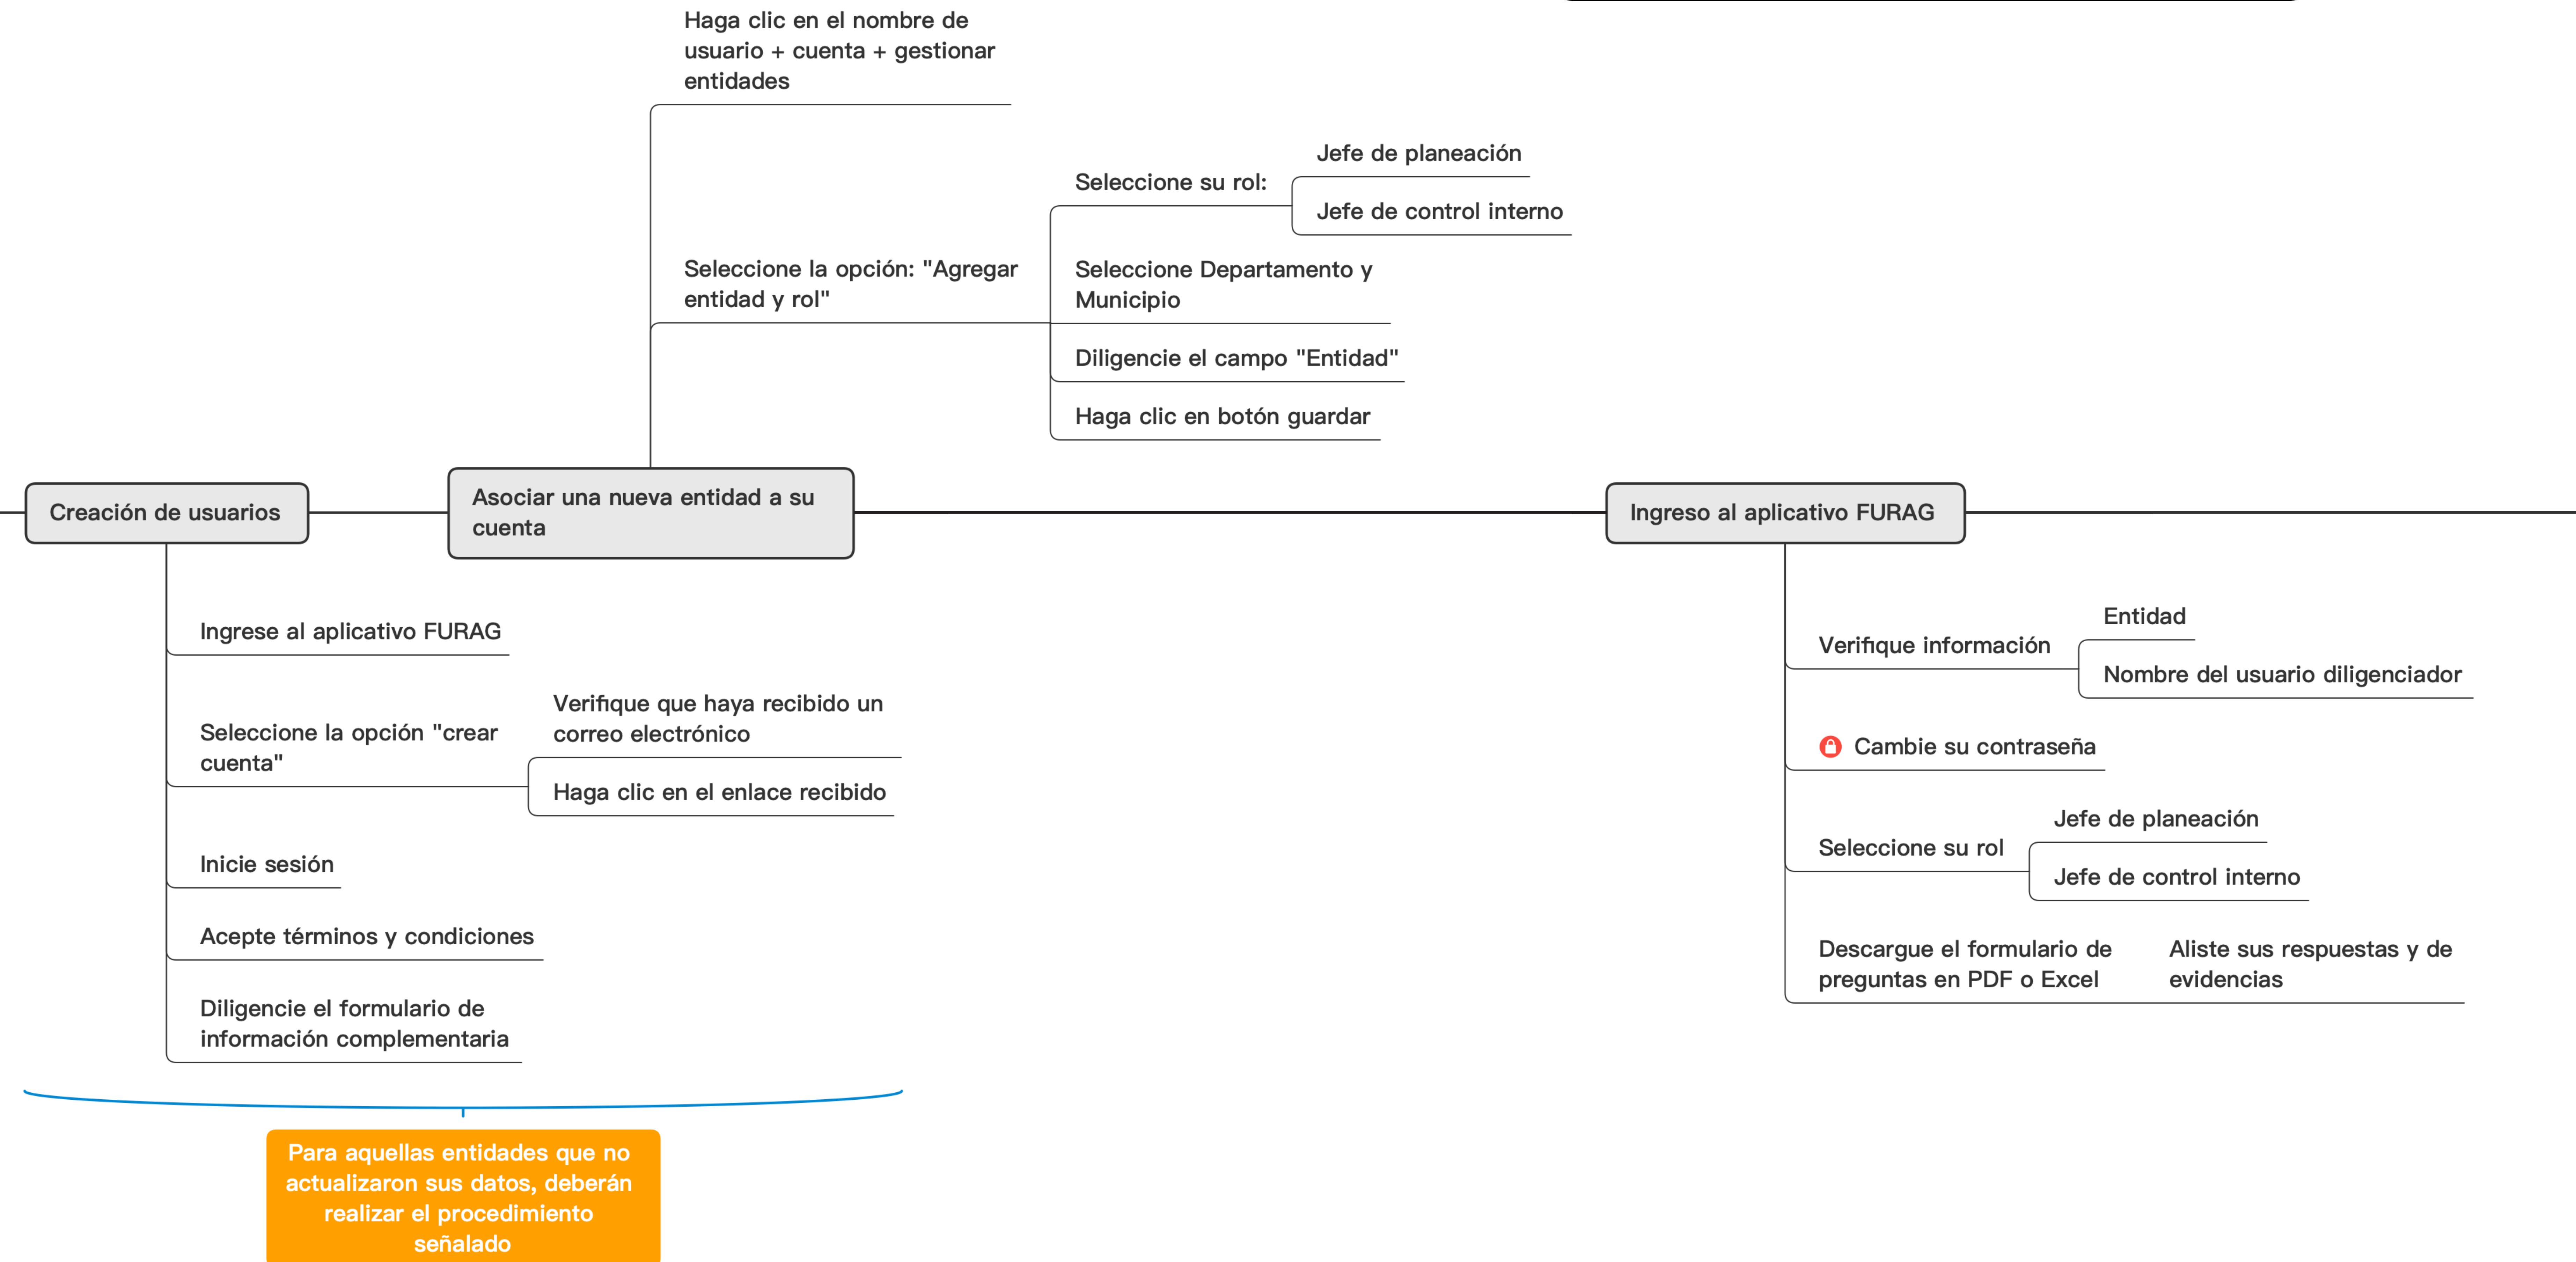 Haga clic en el nombre de
usuario + cuenta + gestionar
entidades
Seleccione la opción: "Agregar
entidad y rol"
Seleccione su rol:
Jefe de planeación
Jefe de control interno
Seleccione Departamento y
Municipio
Diligencie el campo "Entidad"
Haga clic en botón guardar
Creación de usuarios
Asociar una nueva entidad a su
cuenta
Ingreso al aplicativo FURAG
Ingrese al aplicativo FURAG
Seleccione la opción "crear
cuenta"
Verifique que haya recibido un
correo electrónico
Haga clic en el enlace recibido
Inicie sesión
Acepte términos y condiciones
Diligencie el formulario de
información complementaria
Para aquellas entidades que no
actualizaron sus datos, deberán
realizar el procedimiento
señalado
Verifique información
Entidad
Nombre del usuario diligenciador
Cambie su contraseña
Seleccione su rol
Jefe de planeación
Jefe de control interno
Descargue el formulario de
preguntas en PDF o Excel
Aliste sus respuestas y de
evidencias